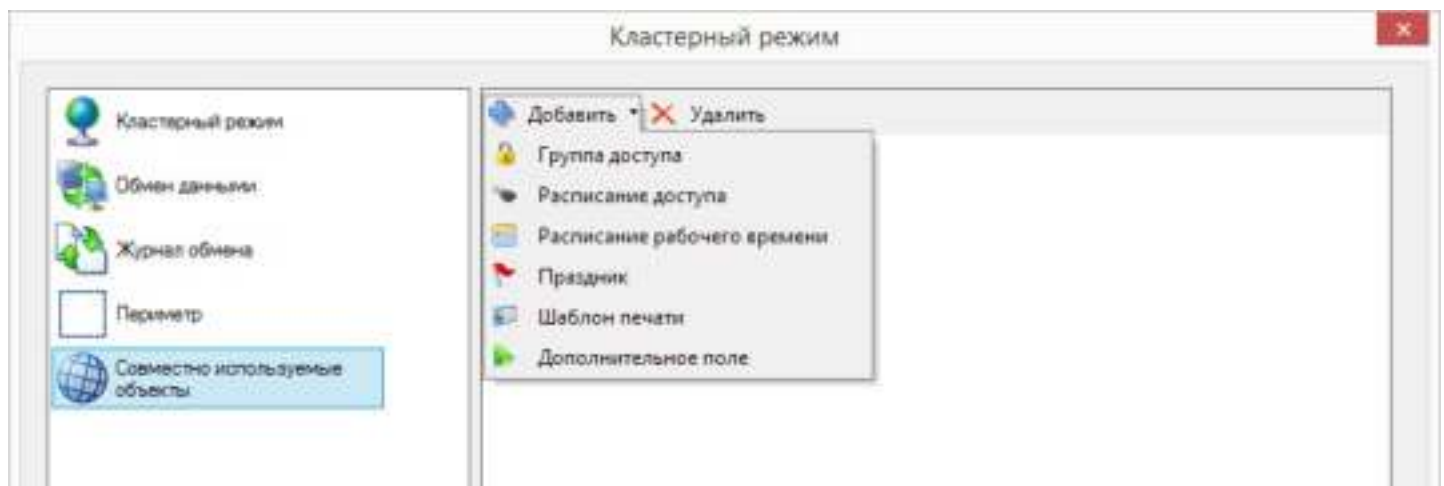 Кластерный режим
Кластерный режим
Обмен данными
Журнал обмена
Периметр
Совместно используемые
объекты
Добавить Удалить
Группа доступа
Расписание доступа
Расписание рабочего времени
Праздник
Шаблон печати
Дополнительное поле